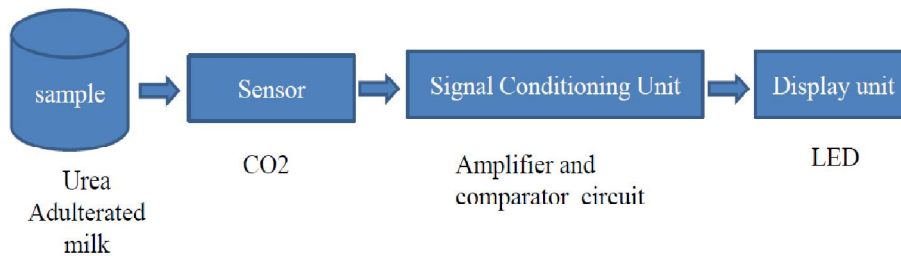 sample
Sensor
Signal Conditioning Unit
Display unit
Urea
Adulterated
milk
CO2
Amplifier and
comparator circuit
LED